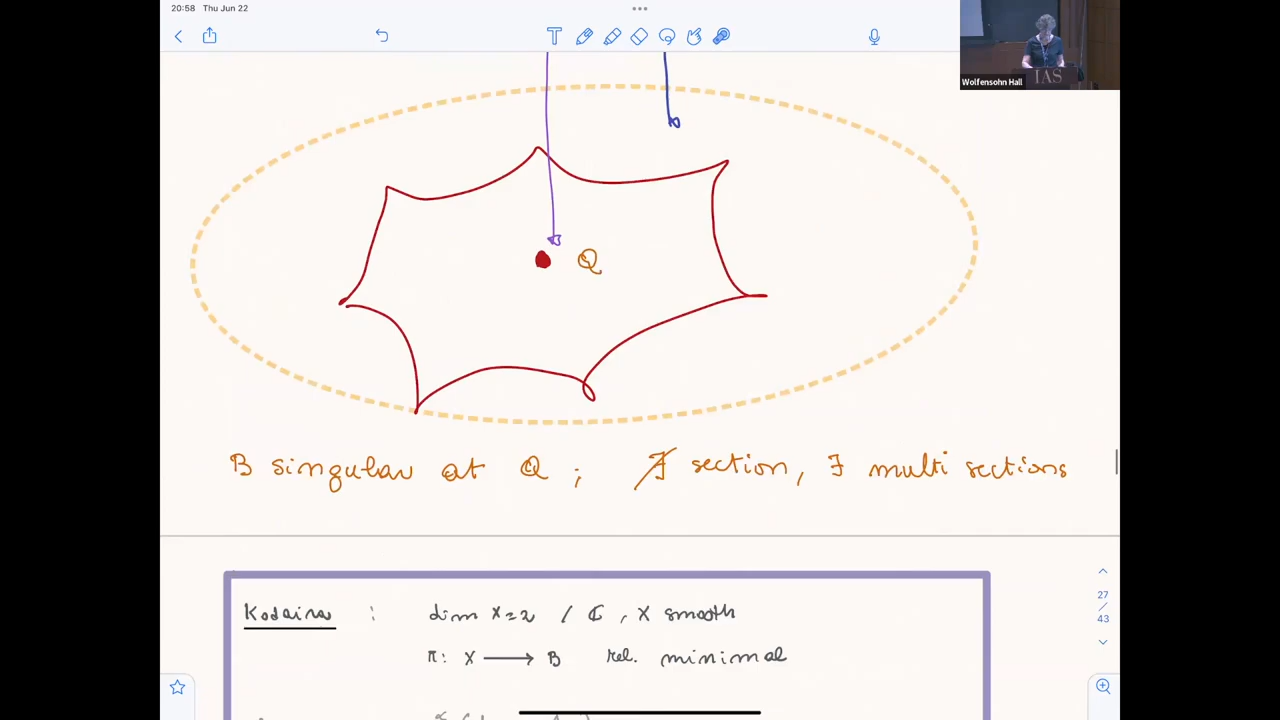 20:58 Thu Jun 22
Wolfensohn Hall
IAS
Q
B singular at Q ; ∄ section, ∃ multi sections
27
43
Kodaira : dim X=2 / ℂ , X smooth
π: X ⟶ B rel. minimal